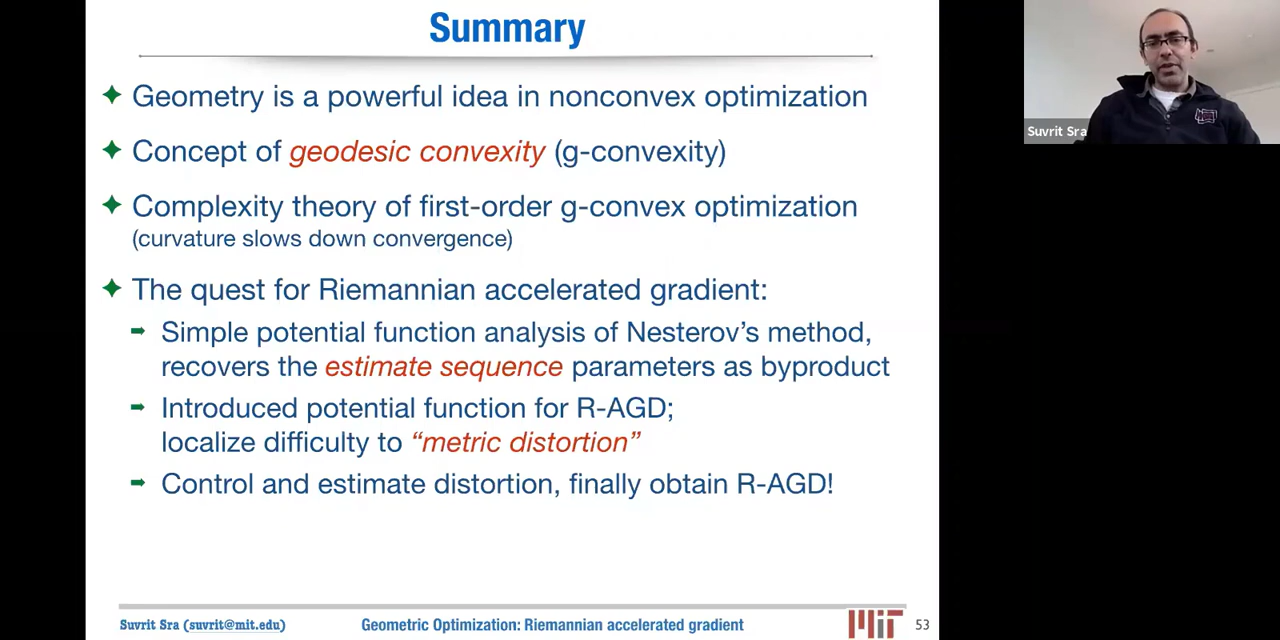 Summary
✦ Geometry is a powerful idea in nonconvex optimization
✦ Concept of geodesic convexity (g-convexity)
✦ Complexity theory of first-order g-convex optimization
(curvature slows down convergence)
✦ The quest for Riemannian accelerated gradient:
➡ Simple potential function analysis of Nesterov's method,
recovers the estimate sequence parameters as byproduct
➡ Introduced potential function for R-AGD;
localize difficulty to “metric distortion”
➡ Control and estimate distortion, finally obtain R-AGD!
Suvrit Sra (suvrit@mit.edu)
Geometric Optimization: Riemannian accelerated gradient
MIT
53
Suvrit Sra